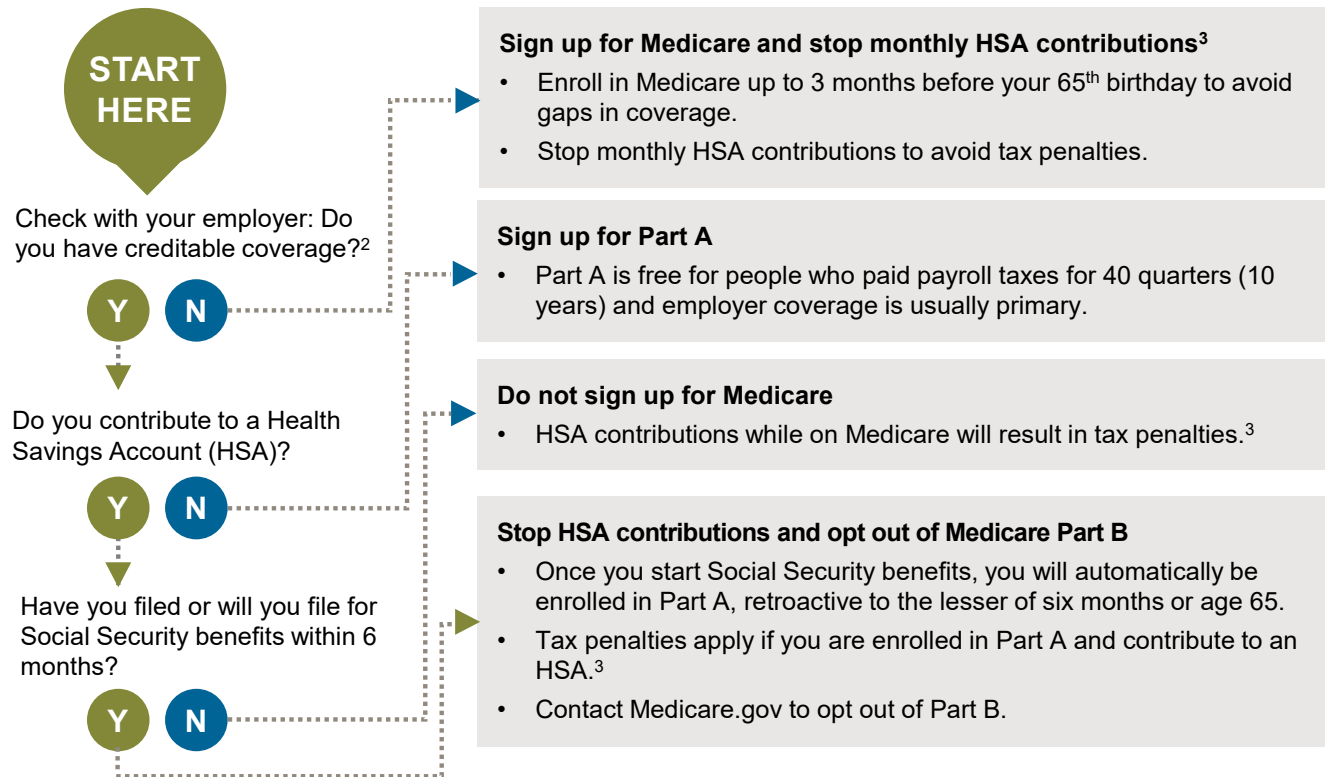 START
HERE
Check with your employer: Do
you have creditable coverage?²
Y N
Do you contribute to a Health
Savings Account (HSA)?
Y N
Have you filed or will you file for
Social Security benefits within 6
months?
Y N
Sign up for Medicare and stop monthly HSA contributions³
• Enroll in Medicare up to 3 months before your 65th birthday to avoid
gaps in coverage.
• Stop monthly HSA contributions to avoid tax penalties.
Sign up for Part A
• Part A is free for people who paid payroll taxes for 40 quarters (10
years) and employer coverage is usually primary.
Do not sign up for Medicare
• HSA contributions while on Medicare will result in tax penalties.³
Stop HSA contributions and opt out of Medicare Part B
• Once you start Social Security benefits, you will automatically be
enrolled in Part A, retroactive to the lesser of six months or age 65.
• Tax penalties apply if you are enrolled in Part A and contribute to an
HSA.³
• Contact Medicare.gov to opt out of Part B.